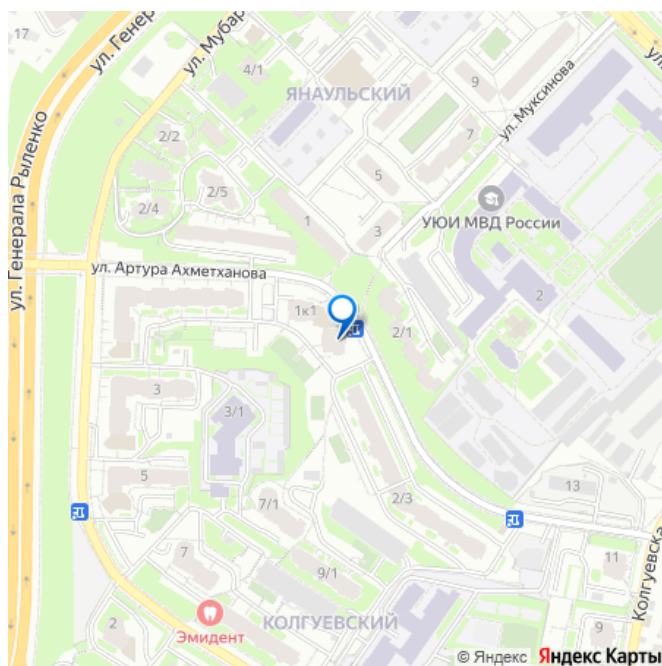 17
ул. Генера
ул. Мубар
4/1
ЯНАУЛЬСКИЙ
9
ул. Муксинова
7
2/2
5
2/5
2/4
1
3
УЮИ МВД России
ул. Генерала Рыленко
ул. Артура Ахметханова
2
1к1
2/1
3
3/1
5
7/1
2/3
13
7
9/1
11
Эмидент
КОЛГУЕВСКИЙ
2
9
Колгуевска
© Яндекс Яндекс Карты